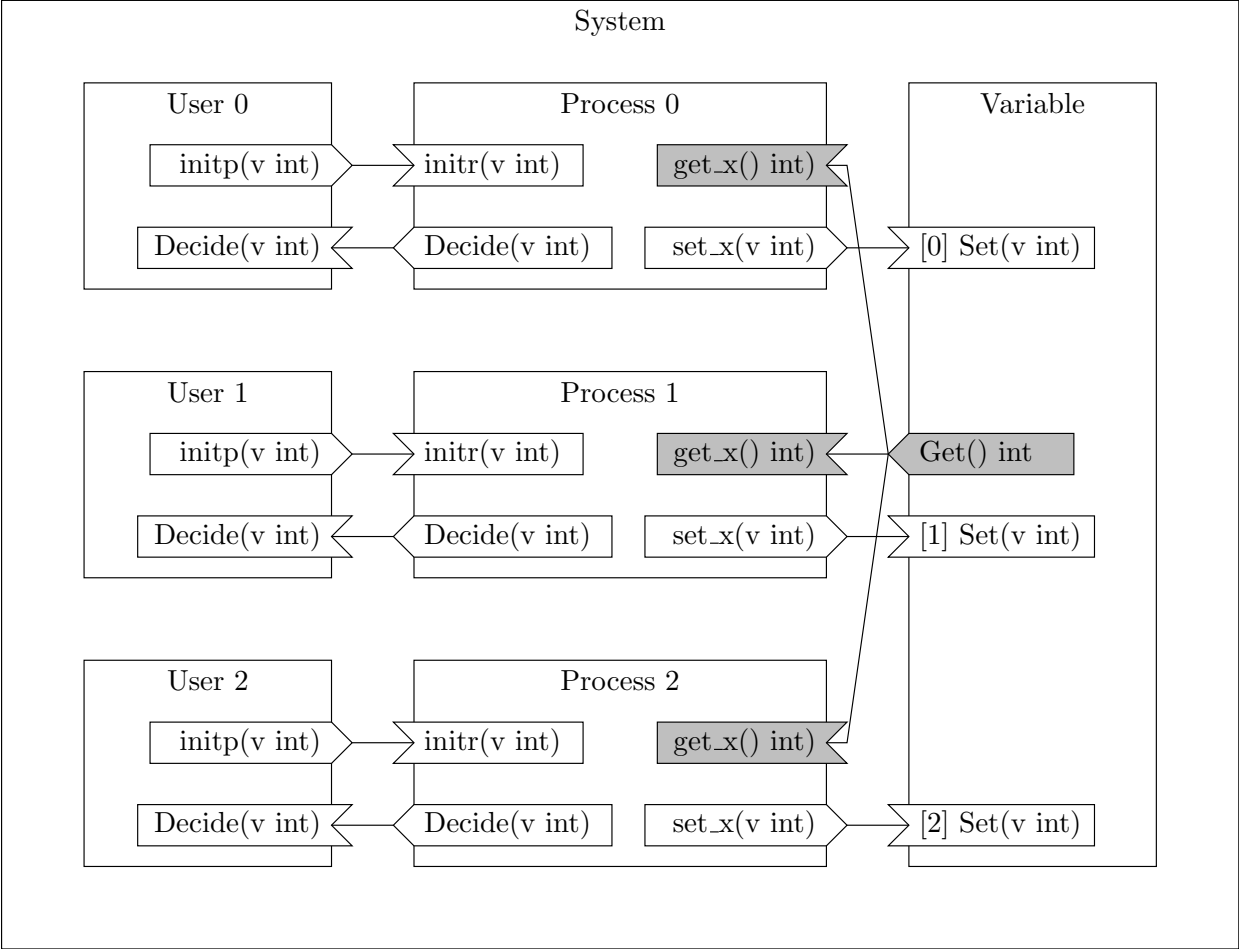 System
User 0
Process 0
Variable
initp(v int)
initr(v int)
get_x() int)
Decide(v int)
Decide(v int)
set_x(v int)
[0] Set(v int)
User 1
Process 1
initp(v int)
initr(v int)
get_x() int)
Get() int
Decide(v int)
Decide(v int)
set_x(v int)
[1] Set(v int)
User 2
Process 2
initp(v int)
initr(v int)
get_x() int)
Decide(v int)
Decide(v int)
set_x(v int)
[2] Set(v int)